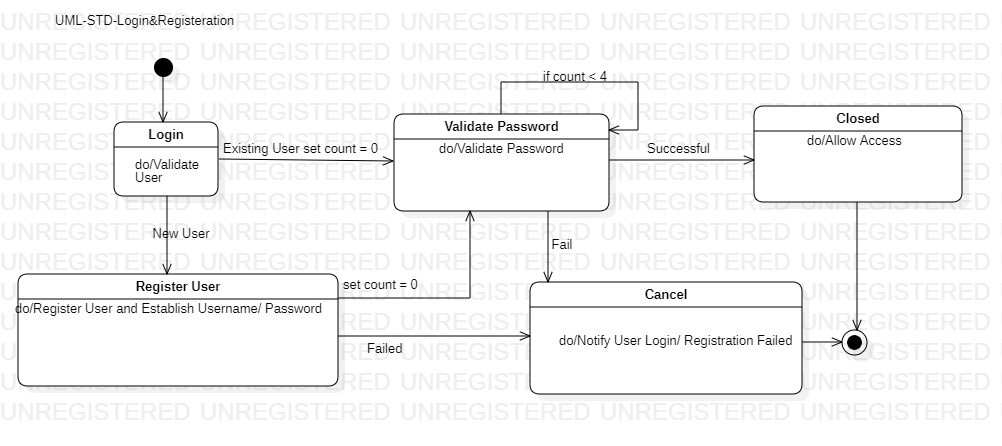 UML-STD-Login&Registeration
if count < 4
Login
do/Validate
User
Existing User set count = 0
Validate Password
do/Validate Password
Successful
Closed
do/Allow Access
New User
Fail
Register User
do/Register User and Establish Username/ Password
set count = 0
Failed
Cancel
do/Notify User Login/ Registration Failed
UNREGISTERED